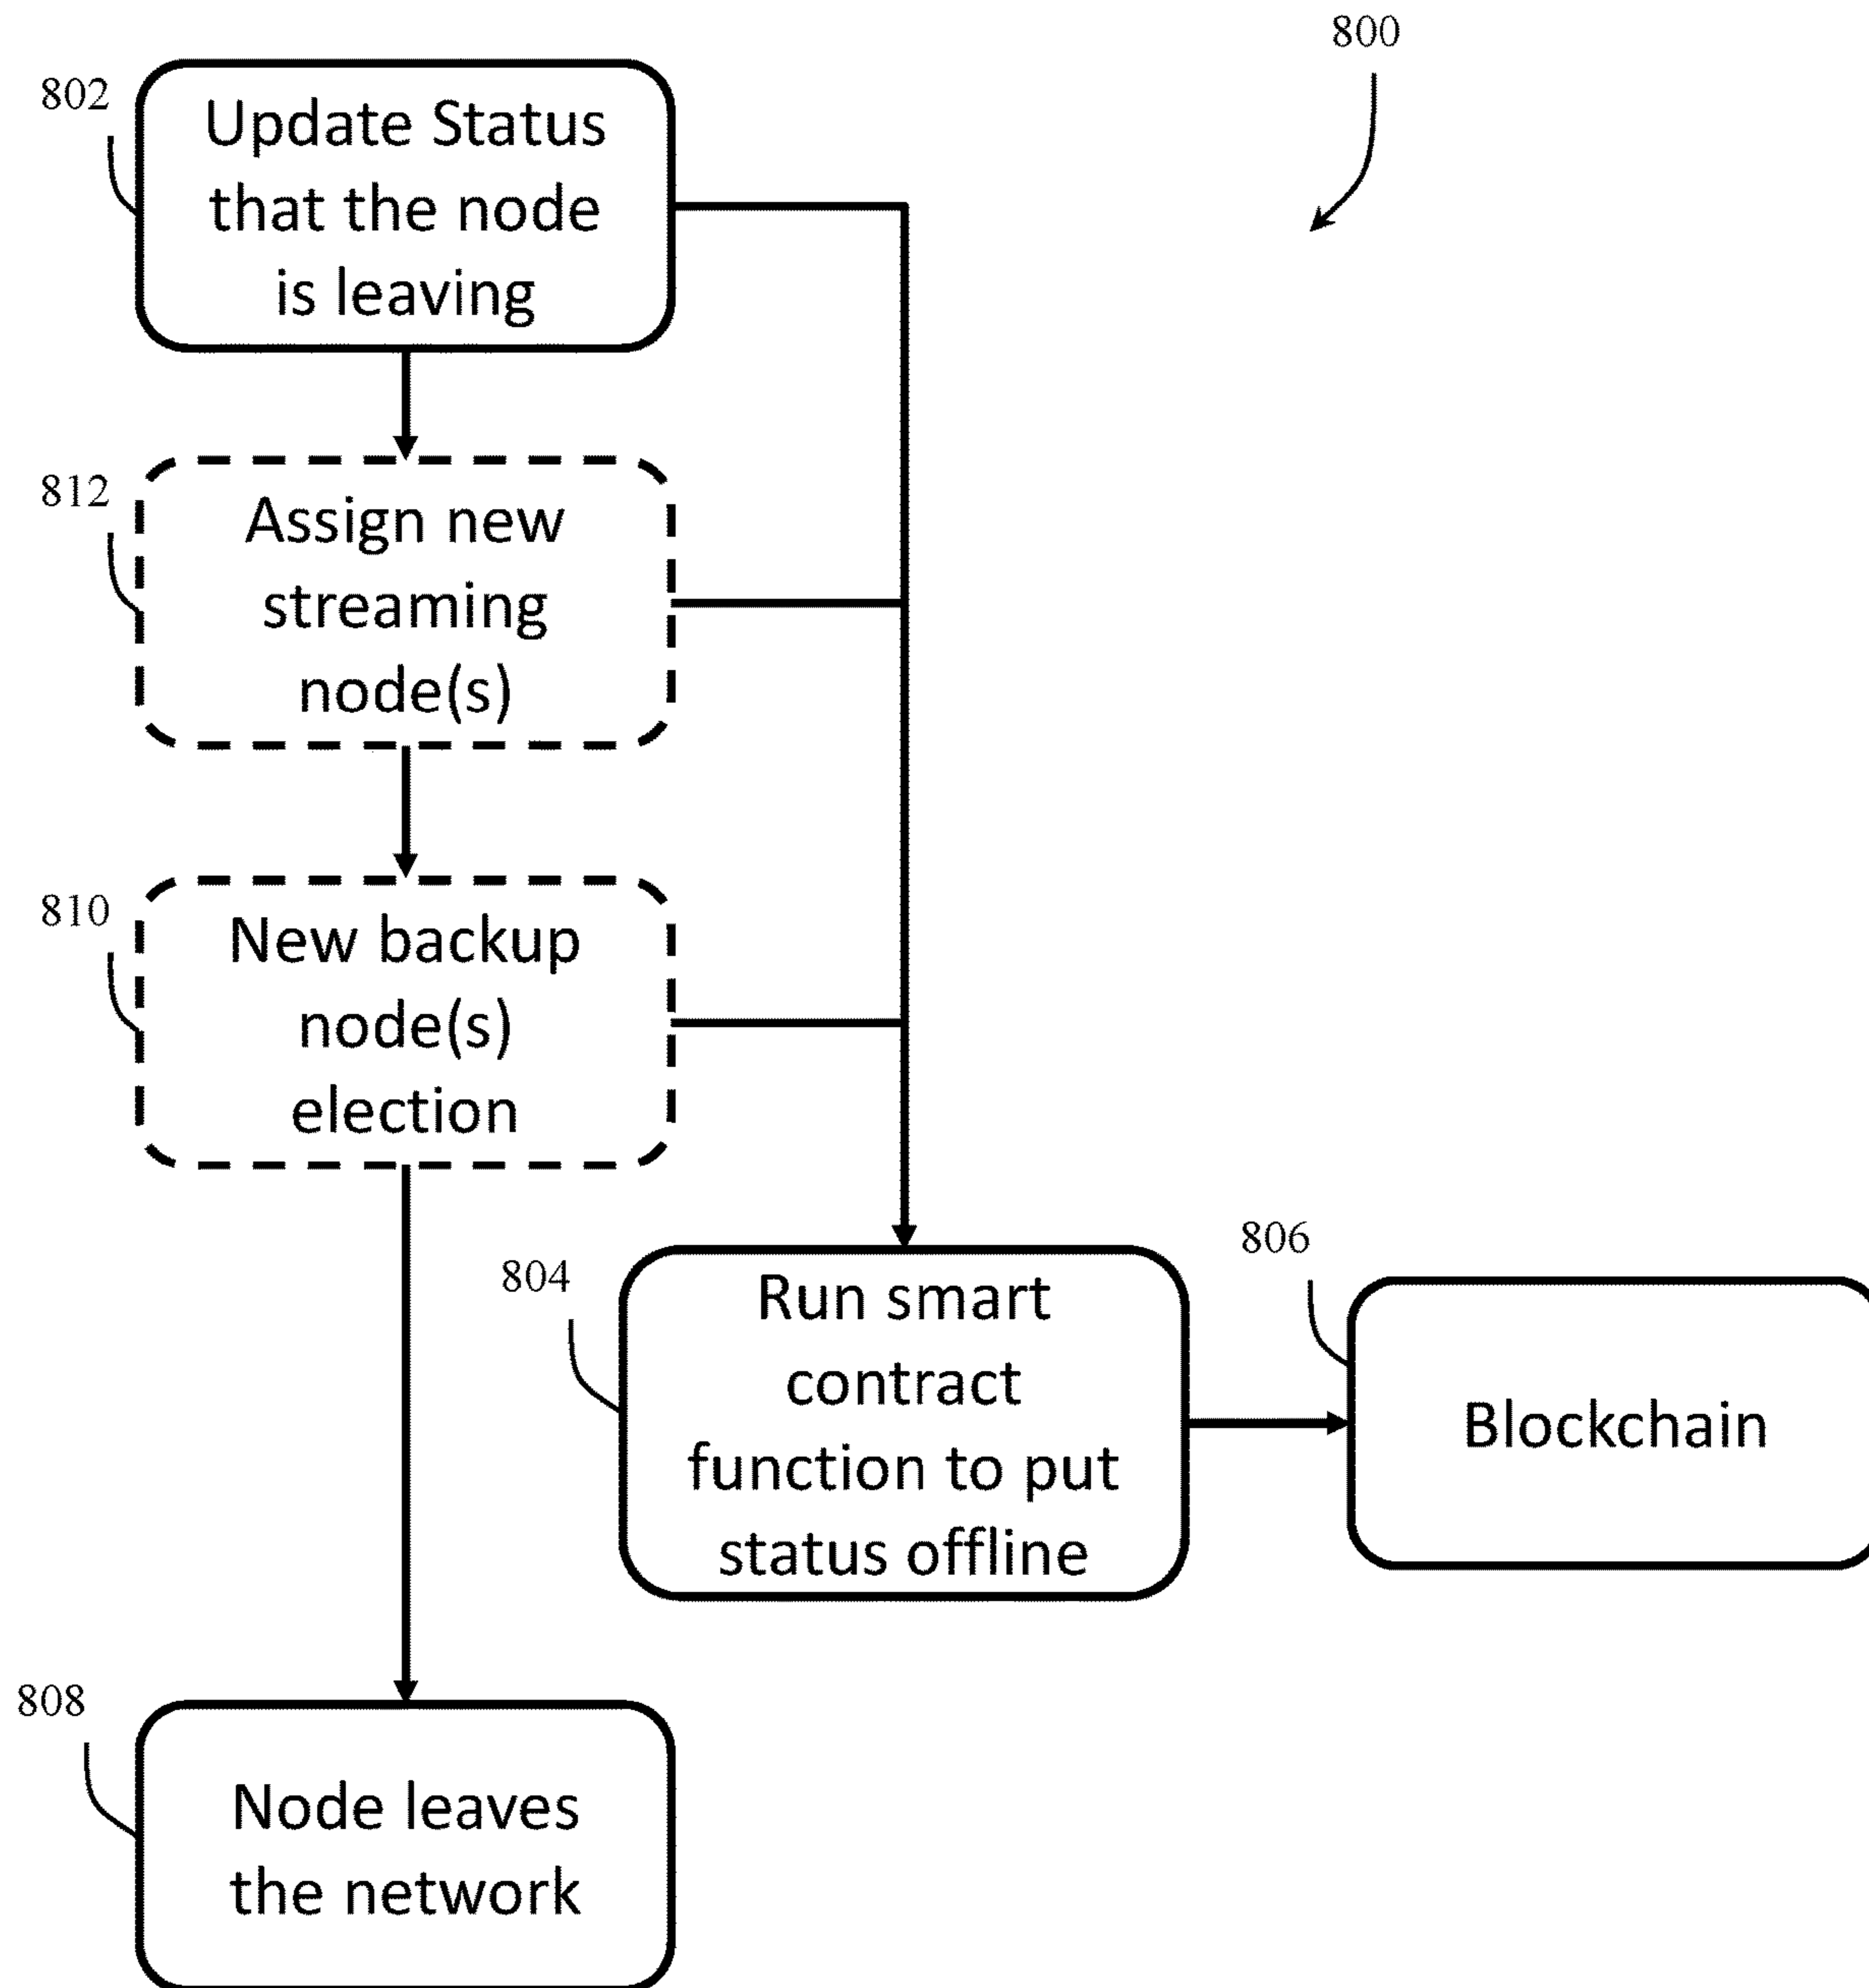 800
802
Update Status
that the node
is leaving
812
Assign new
streaming
node(s)
810
New backup
node(s)
election
804
Run smart
contract
function to put
status offline
806
Blockchain
808
Node leaves
the network